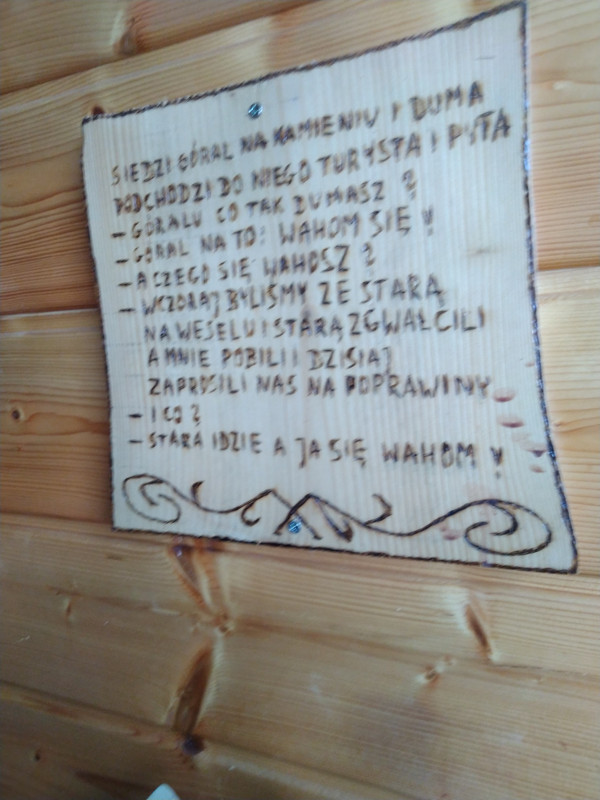 SIEDZI GÓRAL NA KAMIENIU I DUMA
PODCHODZI DO NIEGO TURYSTA I PYTA
- GÓRALU CO TAK DUMASZ ?
- GÓRAL NA TO: WAHOM SIĘ !
- A CZEGO SIĘ WAHOSZ ?
- WCZORAJ BYLIŚMY ZE STARĄ
NA WESELU I STARĄ ZGWAŁCILI
A MNIE POBILI I DZISIAJ
ZAPROSILI NAS NA POPRAWINY
- I CO ?
- STARA IDZIE A JA SIĘ WAHOM !